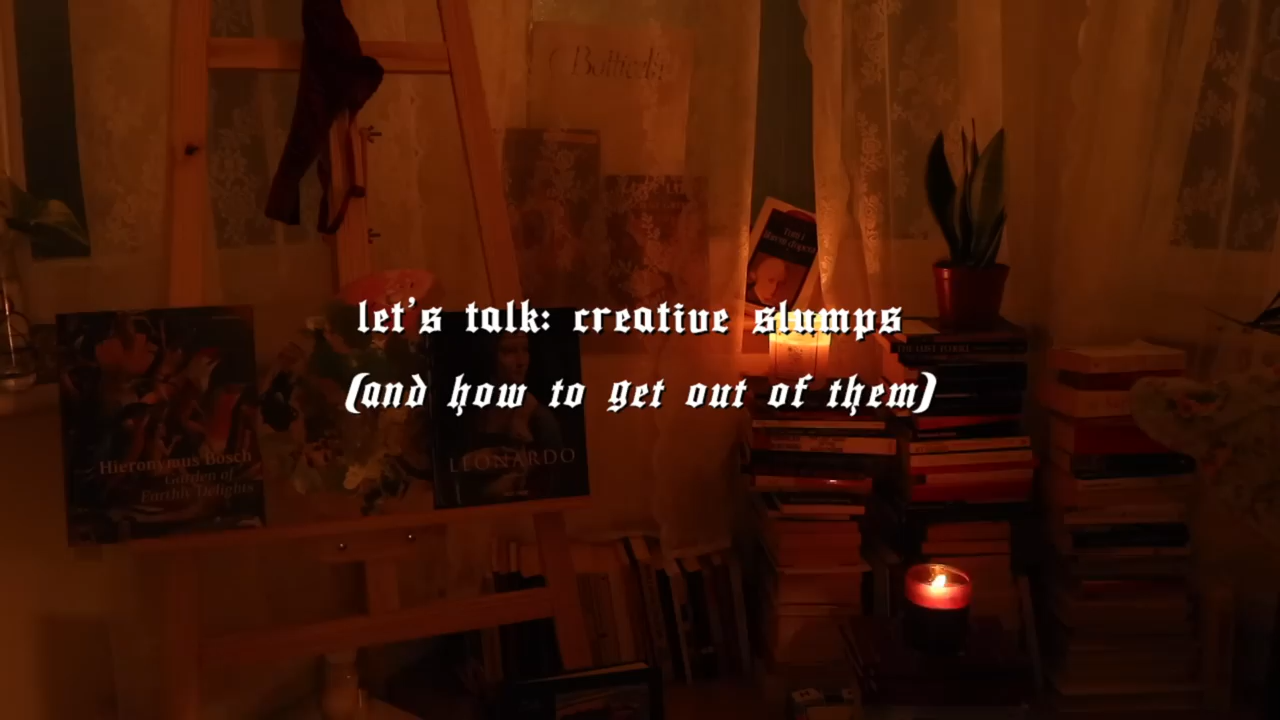 Botticelli
let's talk: creative slumps
(and how to get out of them)
Hieronymus Bosch
Garden of
Earthly Delights
LEONARDO